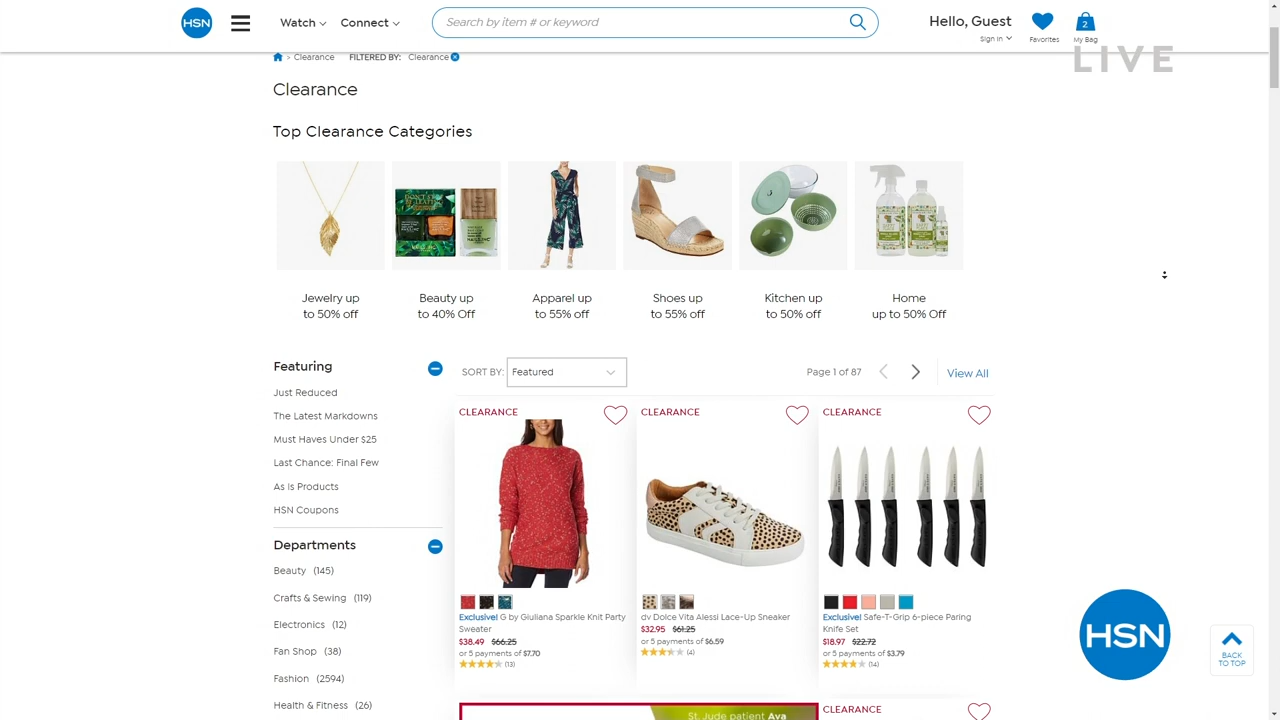 HSN
Watch
Connect
Search by item # or keyword
Hello, Guest
Sign In
Favorites
2
My Bag
LIVE
> Clearance
FILTERED BY: Clearance
Clearance
Top Clearance Categories
Jewelry up
to 50% off
Beauty up
to 40% Off
Apparel up
to 55% off
Shoes up
to 55% off
Kitchen up
to 50% off
Home
up to 50% Off
Featuring
Just Reduced
The Latest Markdowns
Must Haves Under $25
Last Chance: Final Few
As Is Products
HSN Coupons
Departments
Beauty (145)
Crafts & Sewing (119)
Electronics (12)
Fan Shop (38)
Fashion (2594)
Health & Fitness (26)
SORT BY: Featured
Page 1 of 87
View All
CLEARANCE
Exclusive! G by Giuliana Sparkle Knit Party
Sweater
$38.49 $66.25
or 5 payments of $7.70
(13)
CLEARANCE
dv Dolce Vita Alessi Lace-Up Sneaker
$32.95 $61.25
or 5 payments of $6.59
(4)
CLEARANCE
Exclusive! Safe-T-Grip 6-piece Paring
Knife Set
$18.97 $22.72
or 5 payments of $3.79
(14)
St. Jude patient Ava
CLEARANCE
HSN
BACK
TO TOP